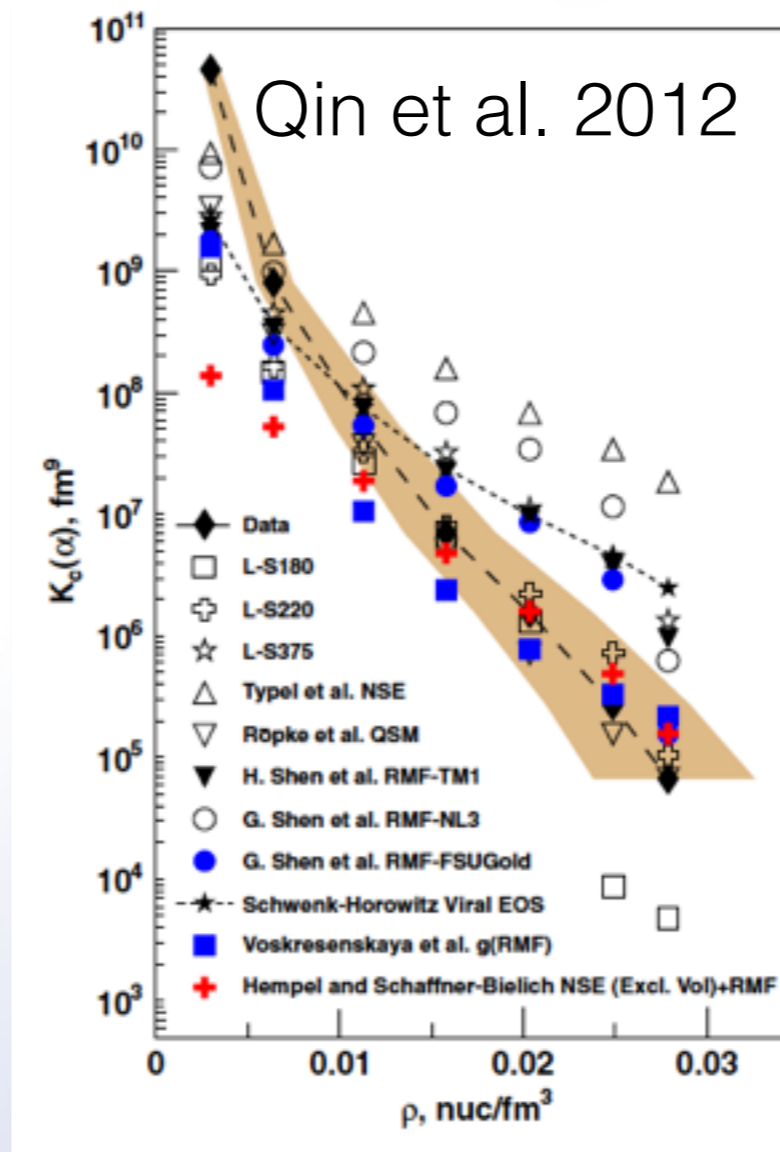 Qin et al. 2012
10¹¹
10¹⁰
10⁹
10⁸
10⁷
10⁶
10⁵
10⁴
10³
Kc(α), fm⁹
Data
L-S180
L-S220
L-S375
Typel et al. NSE
Röpke et al. QSM
H. Shen et al. RMF-TM1
G. Shen et al. RMF-NL3
G. Shen et al. RMF-FSUGold
Schwenk-Horowitz Viral EOS
Voskresenskaya et al. g(RMF)
Hempel and Schaffner-Bielich NSE (Excl. Vol)+RMF
0 0.01 0.02 0.03
ρ, nuc/fm³